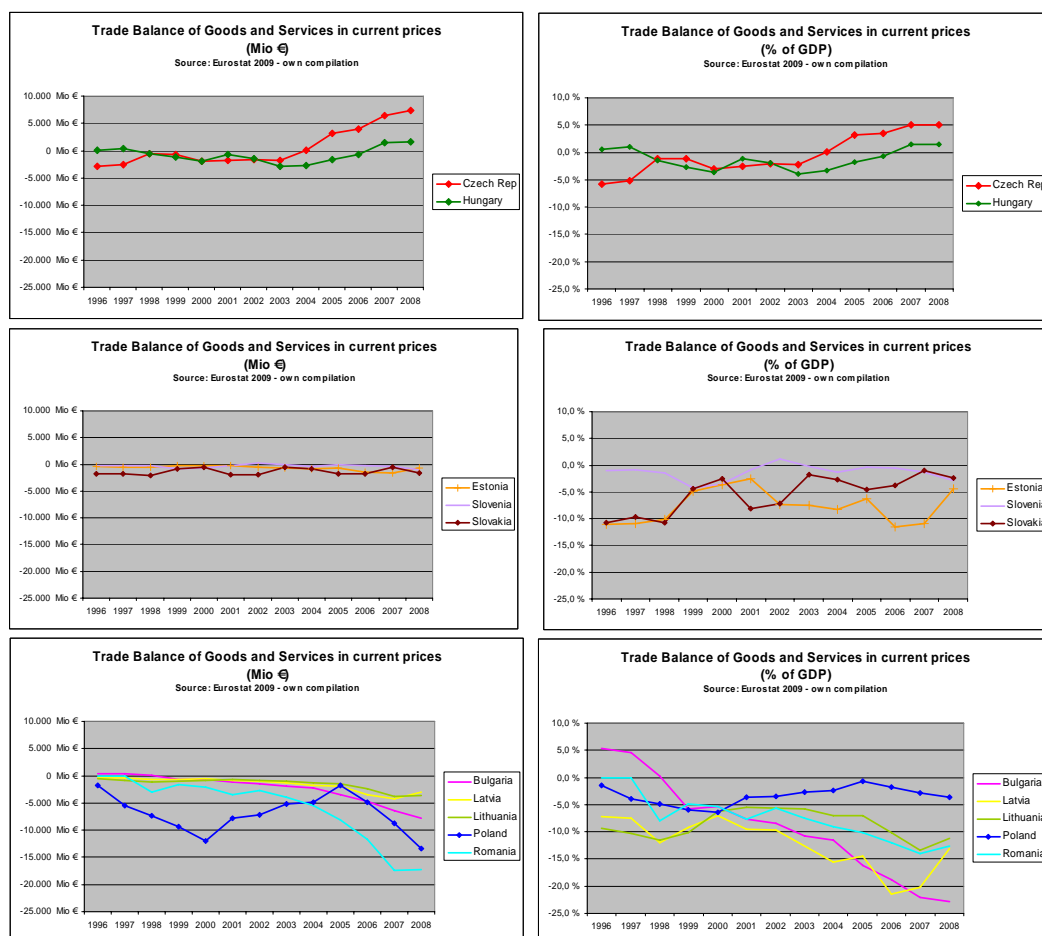 Trade Balance of Goods and Services in current prices
(Mio €)
Source: Eurostat 2009 - own compilation
10.000 Mio €
5.000 Mio €
0 Mio €
-5.000 Mio €
-10.000 Mio €
-15.000 Mio €
-20.000 Mio €
-25.000 Mio €
1996 1997 1998 1999 2000 2001 2002 2003 2004 2005 2006 2007 2008
Czech Rep
Hungary
Trade Balance of Goods and Services in current prices
(% of GDP)
Source: Eurostat 2009 - own compilation
10,0 %
5,0 %
0,0 %
-5,0 %
-10,0 %
-15,0 %
-20,0 %
-25,0 %
1996 1997 1998 1999 2000 2001 2002 2003 2004 2005 2006 2007 2008
Czech Rep
Hungary
Trade Balance of Goods and Services in current prices
(Mio €)
Source: Eurostat 2009 - own compilation
10.000 Mio €
5.000 Mio €
0 Mio €
-5.000 Mio €
-10.000 Mio €
-15.000 Mio €
-20.000 Mio €
-25.000 Mio €
1996 1997 1998 1999 2000 2001 2002 2003 2004 2005 2006 2007 2008
Estonia
Slovenia
Slovakia
Trade Balance of Goods and Services in current prices
(% of GDP)
Source: Eurostat 2009 - own compilation
10,0 %
5,0 %
0,0 %
-5,0 %
-10,0 %
-15,0 %
-20,0 %
-25,0 %
1996 1997 1998 1999 2000 2001 2002 2003 2004 2005 2006 2007 2008
Estonia
Slovenia
Slovakia
Trade Balance of Goods and Services in current prices
(Mio €)
Source: Eurostat 2009 - own compilation
10.000 Mio €
5.000 Mio €
0 Mio €
-5.000 Mio €
-10.000 Mio €
-15.000 Mio €
-20.000 Mio €
-25.000 Mio €
1996 1997 1998 1999 2000 2001 2002 2003 2004 2005 2006 2007 2008
Bulgaria
Latvia
Lithuania
Poland
Romania
Trade Balance of Goods and Services in current prices
(% of GDP)
Source: Eurostat 2009 - own compilation
10,0 %
5,0 %
0,0 %
-5,0 %
-10,0 %
-15,0 %
-20,0 %
-25,0 %
1996 1997 1998 1999 2000 2001 2002 2003 2004 2005 2006 2007 2008
Bulgaria
Latvia
Lithuania
Poland
Romania